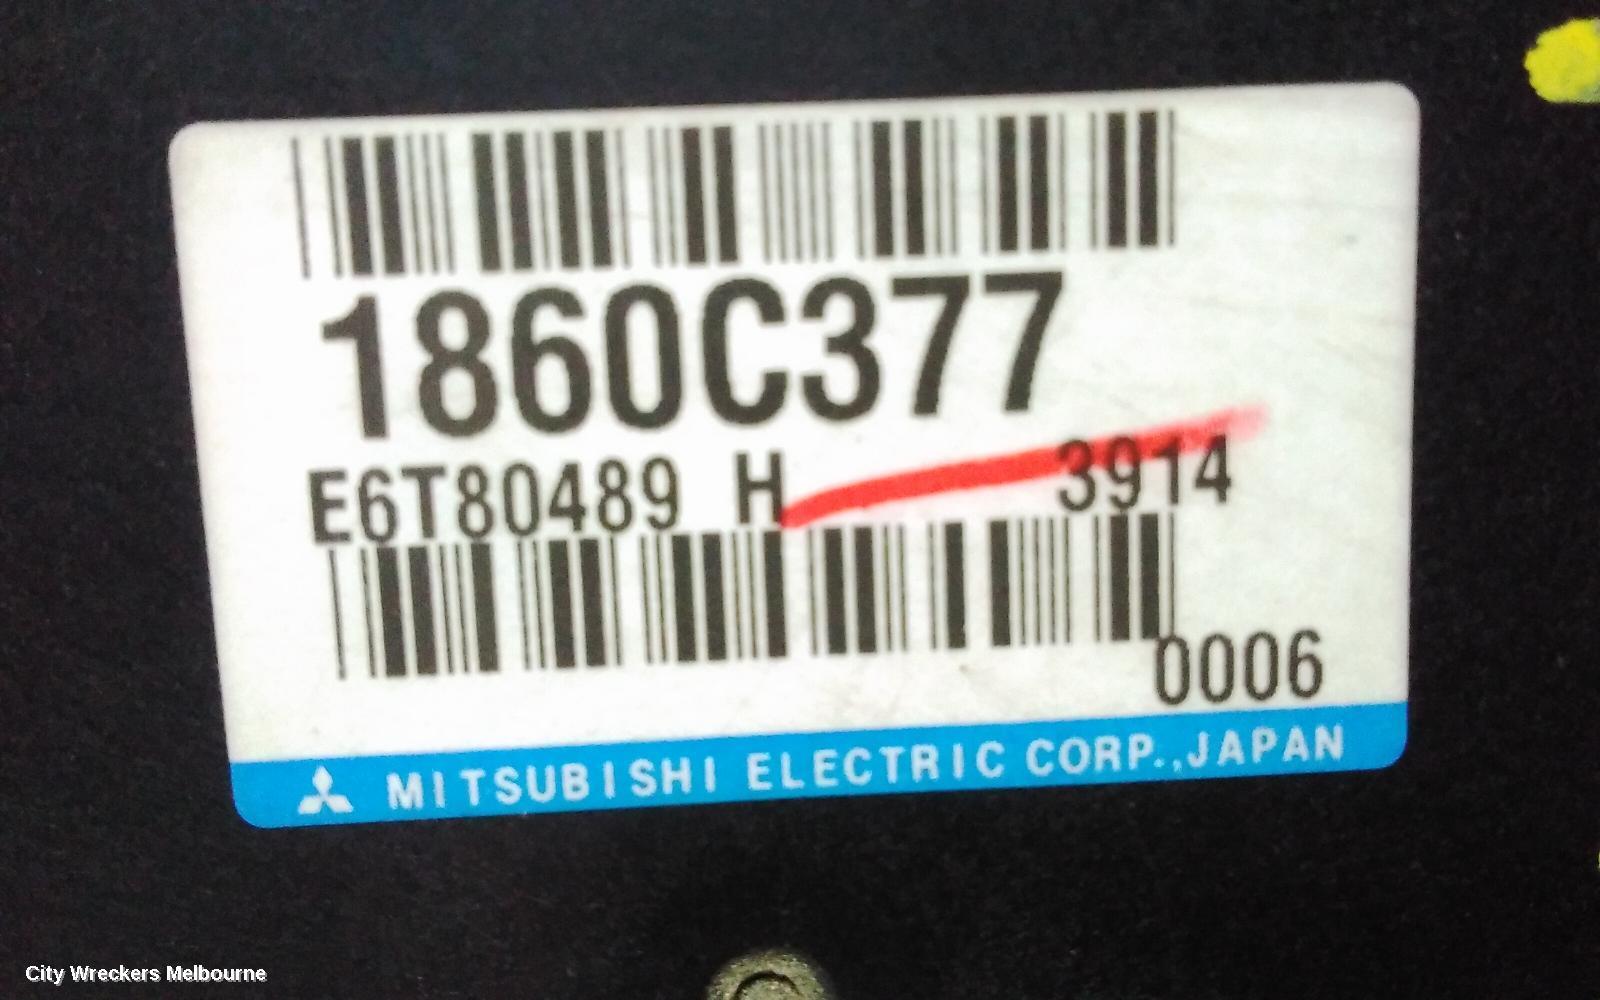 1860C377
E6T80489 H 3914
0006
MITSUBISHI ELECTRIC CORP.,JAPAN
City Wreckers Melbourne